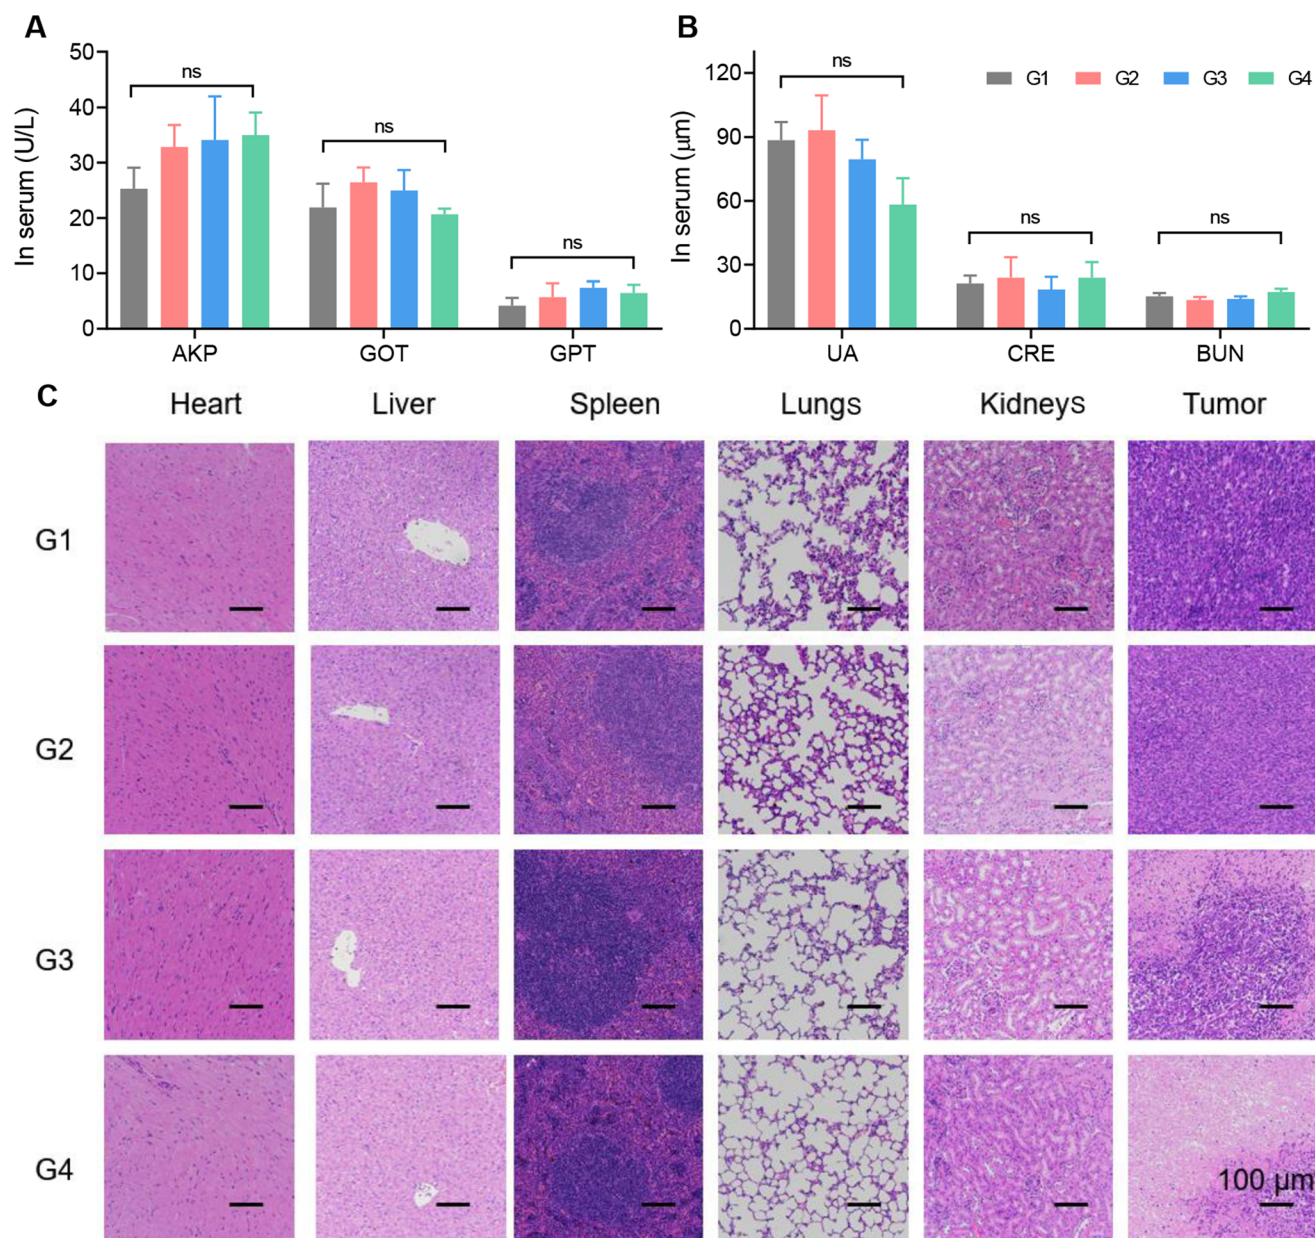 A
In serum (U/L)
50
40
30
20
10
0
ns
ns
ns
AKP GOT GPT
B
In serum (μm)
120
90
60
30
0
ns
ns
ns
G1 G2 G3 G4
UA CRE BUN
C
Heart Liver Spleen Lungs Kidneys Tumor
G1
G2
G3
G4
100 μm